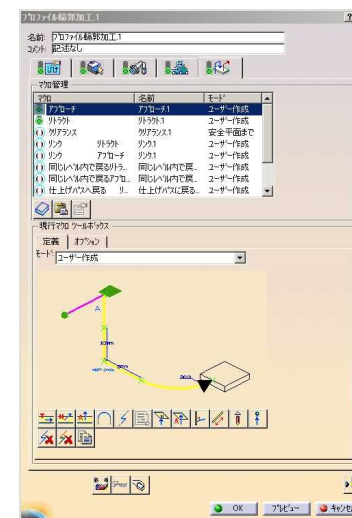 プロファイル輪郭加工.1
名前: プロファイル輪郭加工.1
コメント: 記述なし
マクロ管理
マクロ 名前 モード
アプローチ アプローチ.1 ユーザー作成
リトラクト リトラクト.1 ユーザー作成
クリアランス クリアランス.1 安全平面まで
リンク リトラクト リンク.1 ユーザー作成
リンク アプローチ リンク.1 ユーザー作成
同じレベル内で戻るリトラ.. 同じレベル内で戻.. ユーザー作成
同じレベル内で戻るアプロ.. 同じレベル内で戻.. ユーザー作成
仕上げパスへ戻る リ.. 仕上げパスに戻る.. ユーザー作成
現行マクロ ツールボックス
定義 オプション
モード: ユーザー作成
A
10mm
OK プレビュー キャンセル